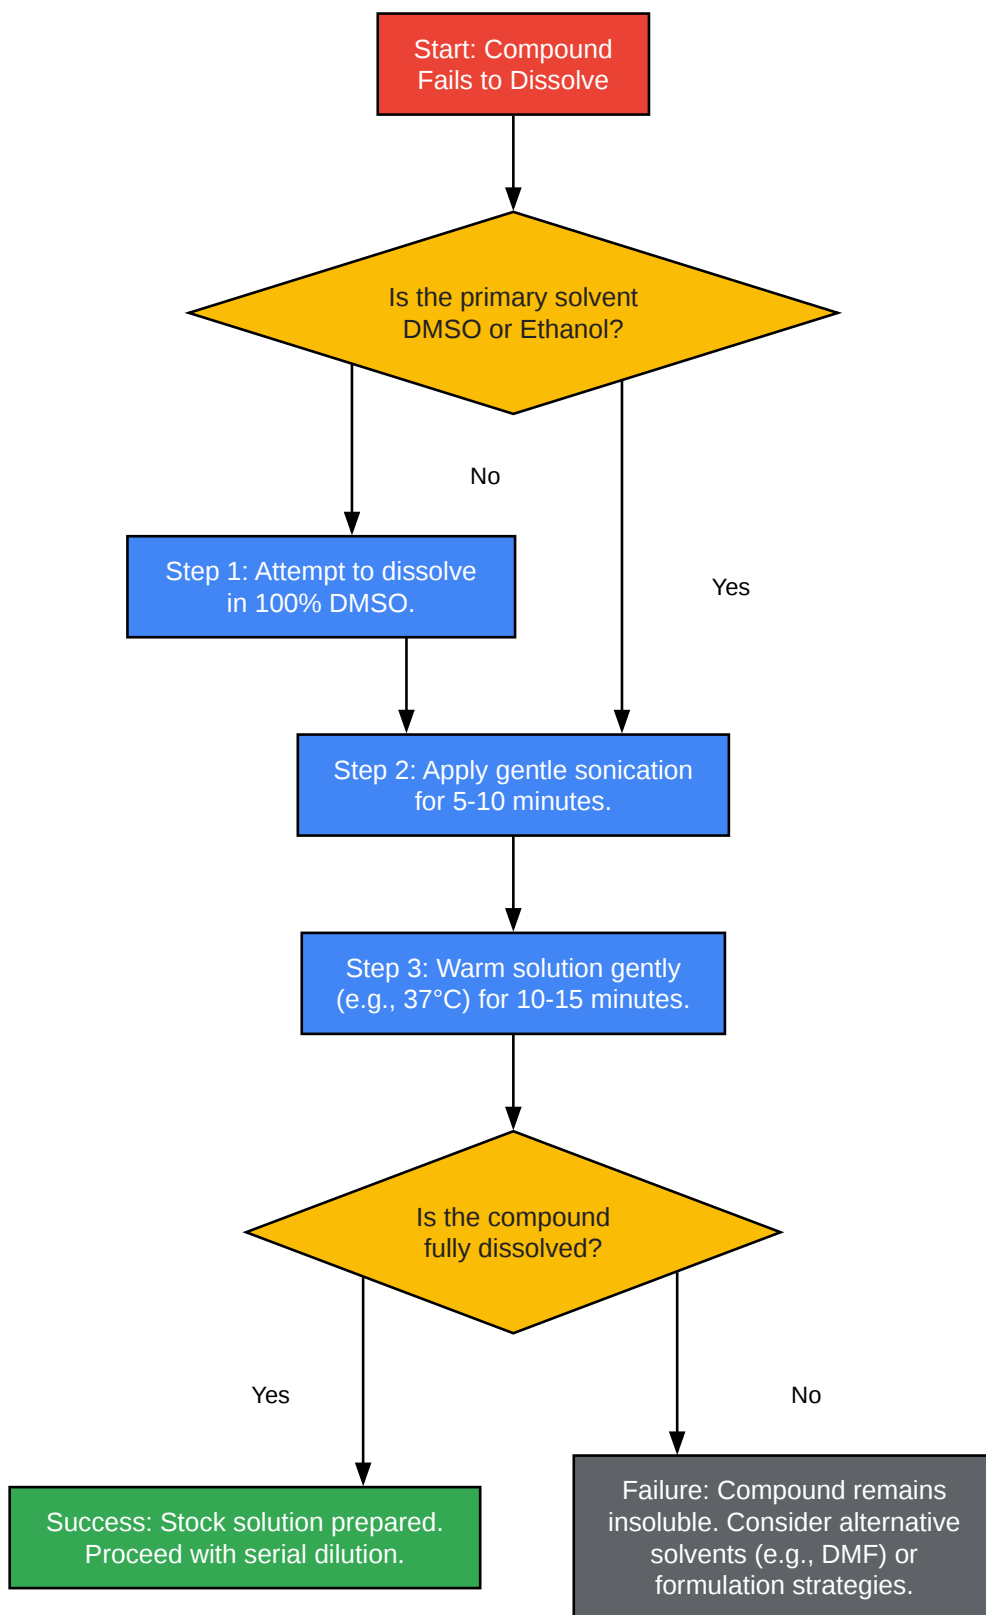 Start: Compound
Fails to Dissolve
Is the primary solvent
DMSO or Ethanol?
No
Step 1: Attempt to dissolve
in 100% DMSO.
Yes
Step 2: Apply gentle sonication
for 5-10 minutes.
Step 3: Warm solution gently
(e.g., 37°C) for 10-15 minutes.
Is the compound
fully dissolved?
Yes
No
Success: Stock solution prepared.
Proceed with serial dilution.
Failure: Compound remains
insoluble. Consider alternative
solvents (e.g., DMF) or
formulation strategies.